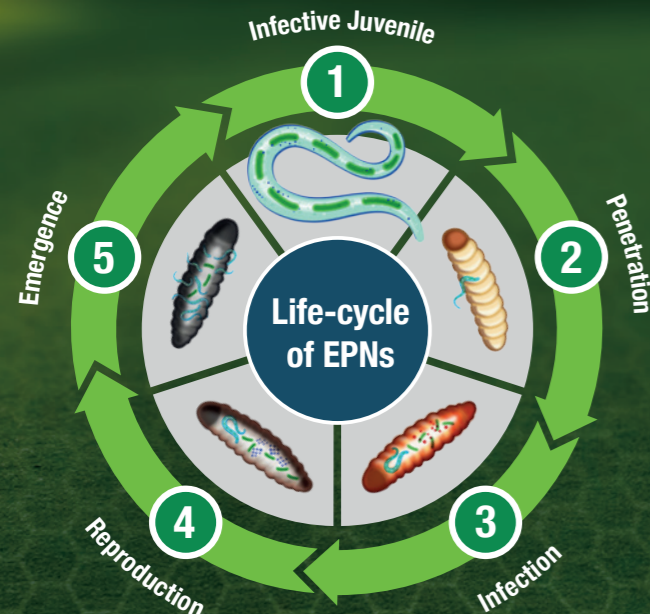 Infective Juvenile
1
Penetration
2
Infection
3
Reproduction
4
Emergence
5
Life-cycle
of EPNs